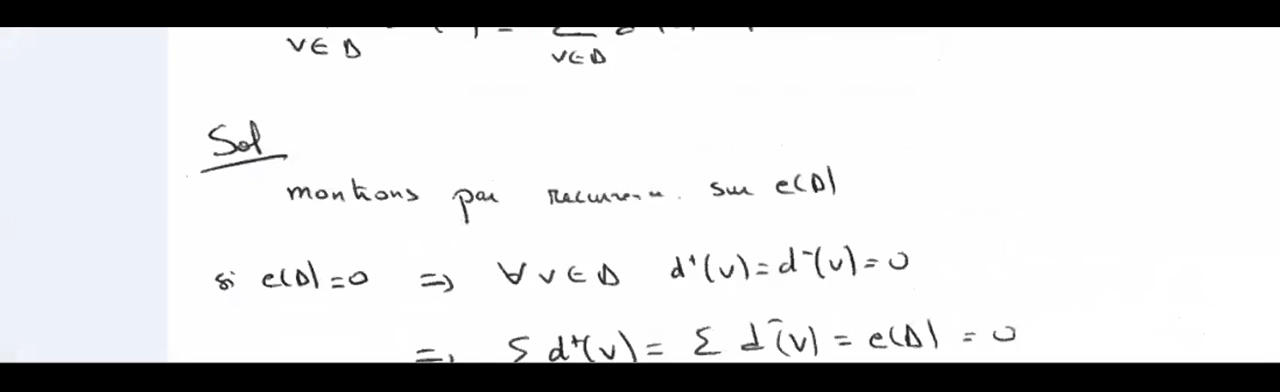 v∈D = Σ v∈D
Sol
montrons par recurrence sur e(D)
si e(D)=0 => ∀ v∈D d⁺(v)=d⁻(v)=0
=> Σ d⁺(v) = Σ d⁻(v) = e(D) = 0